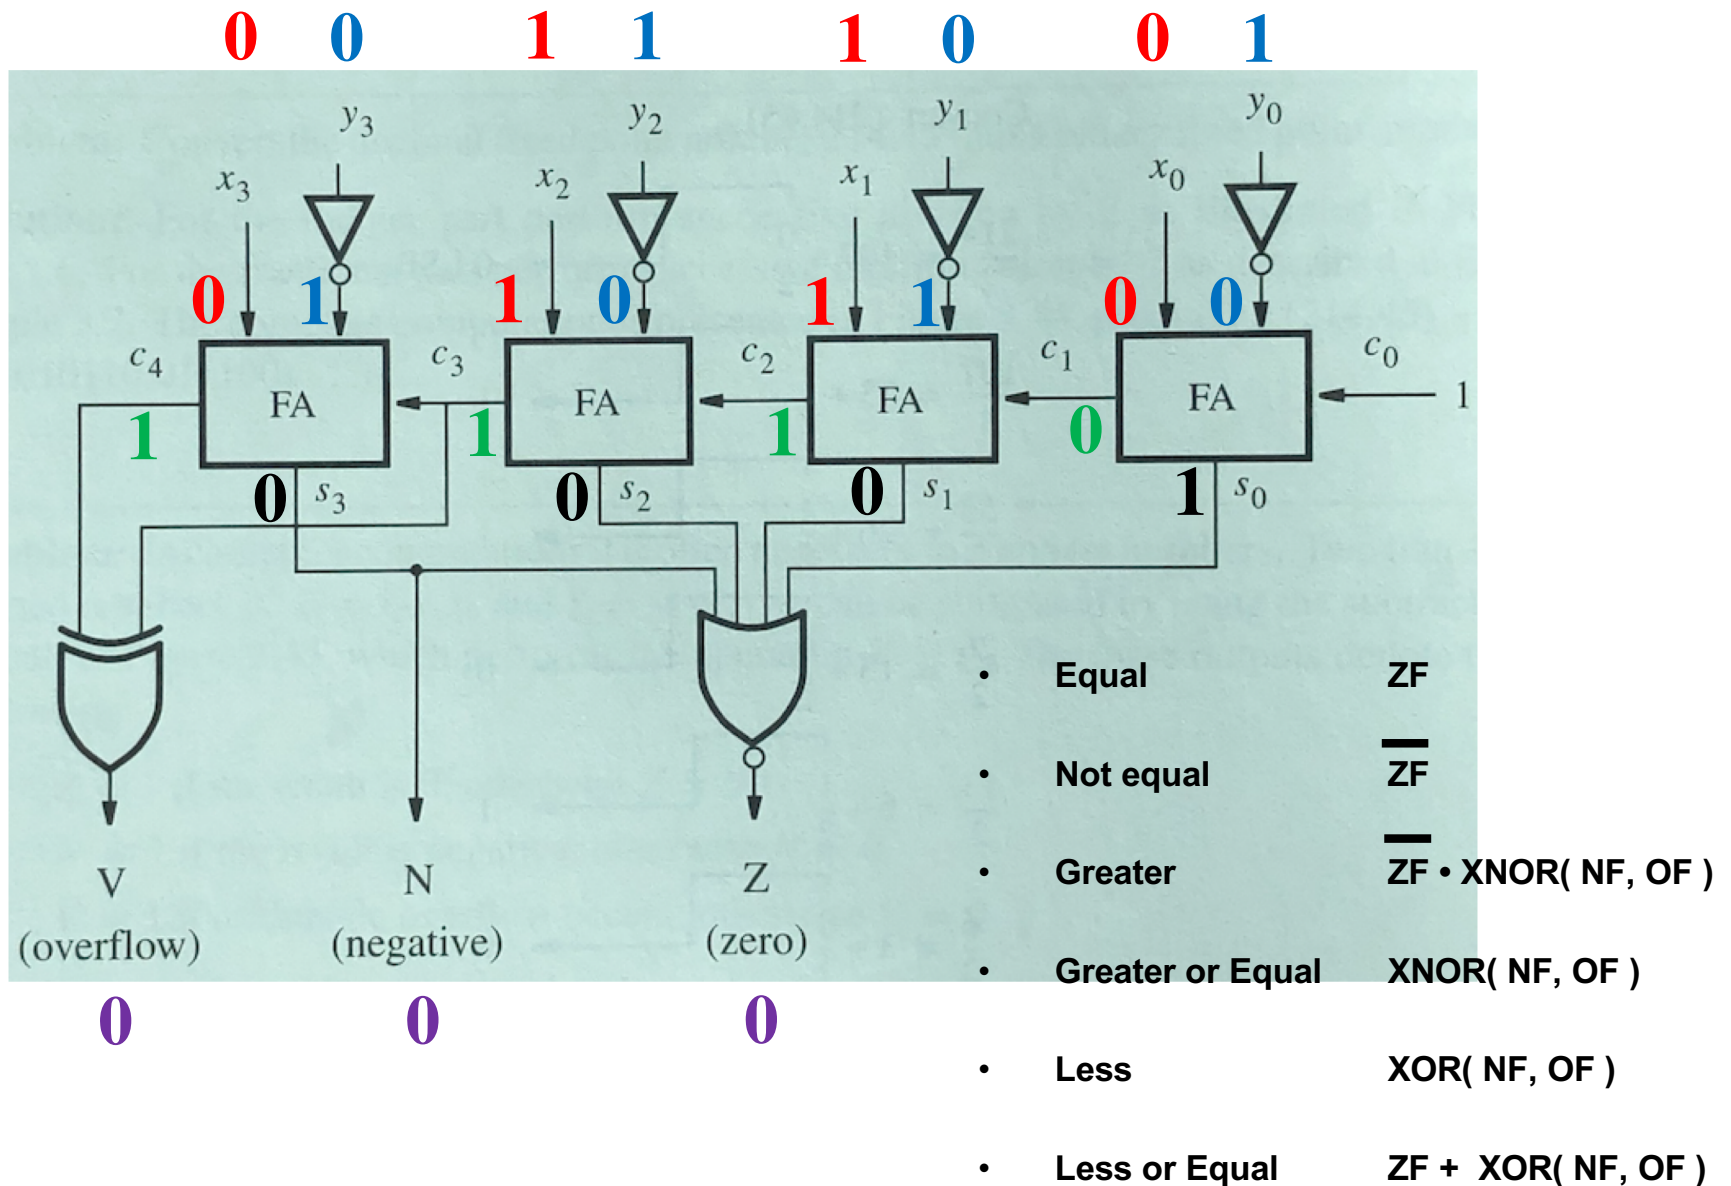 0 0 1 1 1 0 0 1
y3 y2 y1 y0
x3 x2 x1 x0
0 1 1 0 1 1 0 0
c4 c3 c2 c1 c0
FA FA FA FA 1
1 1 1 0
0 s3 0 s2 0 s1 1 s0
• Equal ZF
• Not equal Z̅F̅
V N Z • Greater Z̅F̅ • XNOR( NF, OF )
(overflow) (negative) (zero)
• Greater or Equal XNOR( NF, OF )
0 0 0
• Less XOR( NF, OF )
• Less or Equal ZF + XOR( NF, OF )